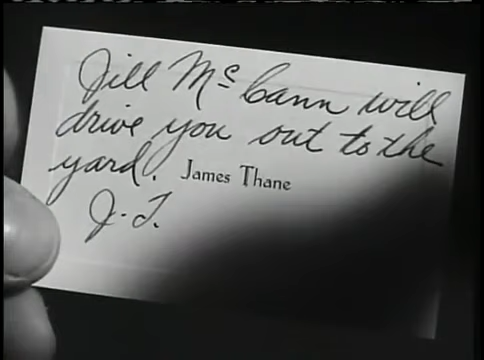 Jill McCann will
drive you out to the
yard.
James Thane
J.T.